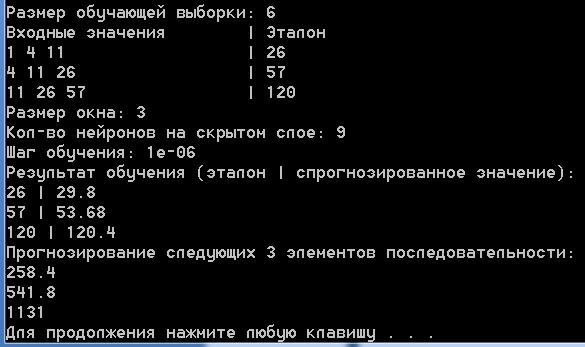 Размер обучающей выборки: 6
Входные значения | Эталон
1 4 11 | 26
4 11 26 | 57
11 26 57 | 120
Размер окна: 3
Кол-во нейронов на скрытом слое: 9
Шаг обучения: 1e-06
Результат обучения (эталон | спрогнозированное значение):
26 | 29.8
57 | 53.68
120 | 120.4
Прогнозирование следующих 3 элементов последовательности:
258.4
541.8
1131
Для продолжения нажмите любую клавишу . . .